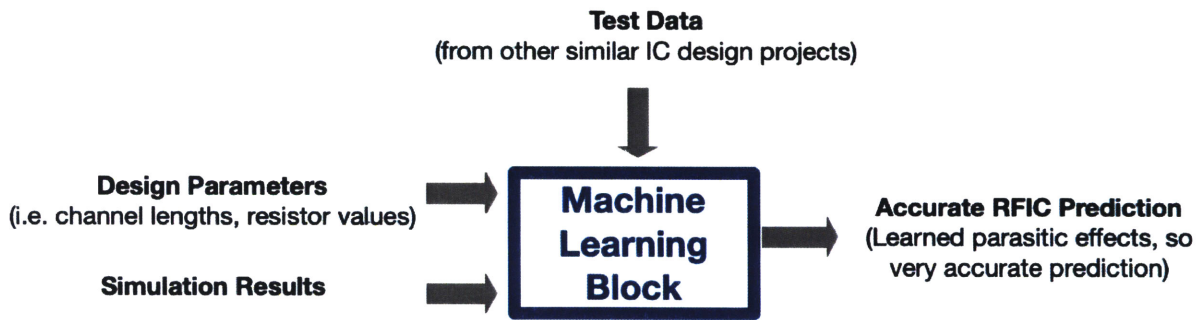 Test Data
(from other similar IC design projects)
Design Parameters
(i.e. channel lengths, resistor values)
Simulation Results
Machine
Learning
Block
Accurate RFIC Prediction
(Learned parasitic effects, so
very accurate prediction)